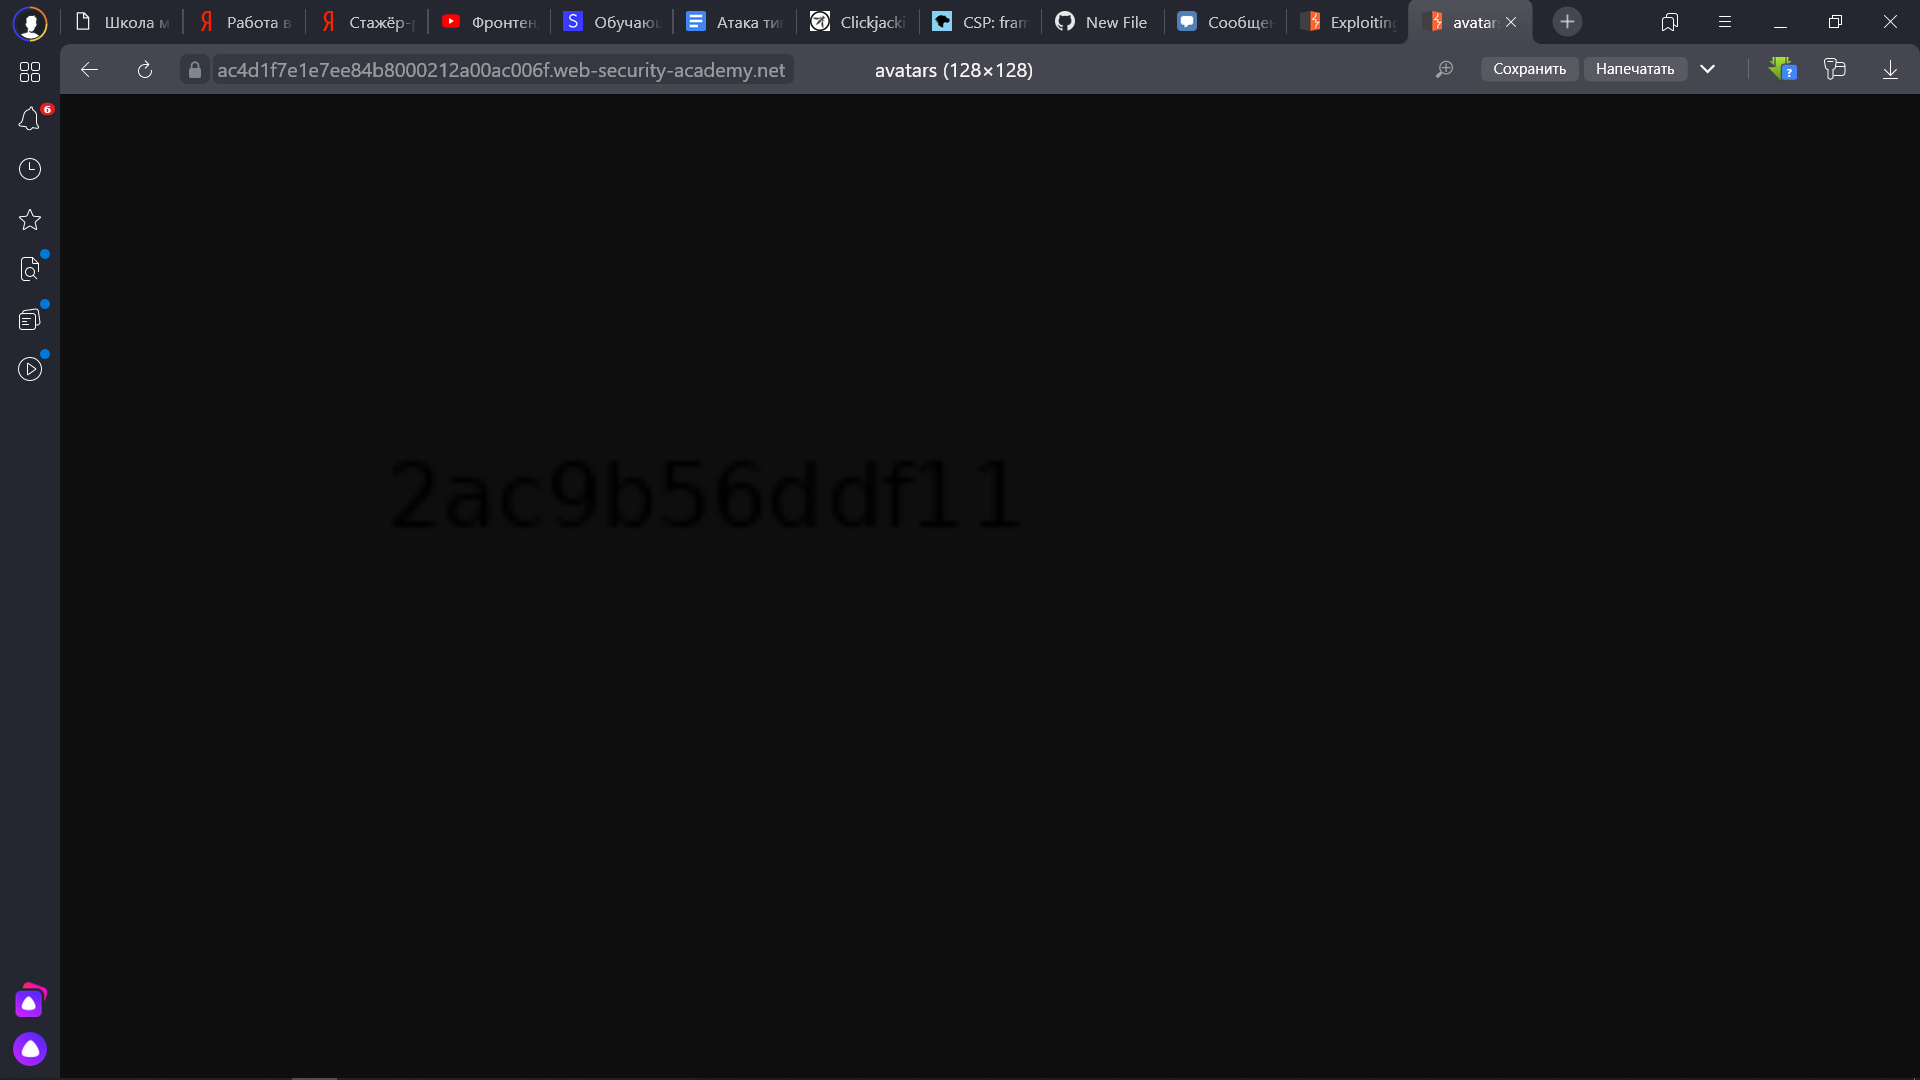 Школа м
Работа в
Стажёр-
Фронтен
Обучаю
Атака ти
Clickjacki
CSP: fram
New File
Сообще
Exploiting
avatar
ac4d1f7e1e7ee84b8000212a00ac006f.web-security-academy.net
avatars (128×128)
Сохранить
Напечатать
6
2ac9b56ddf11